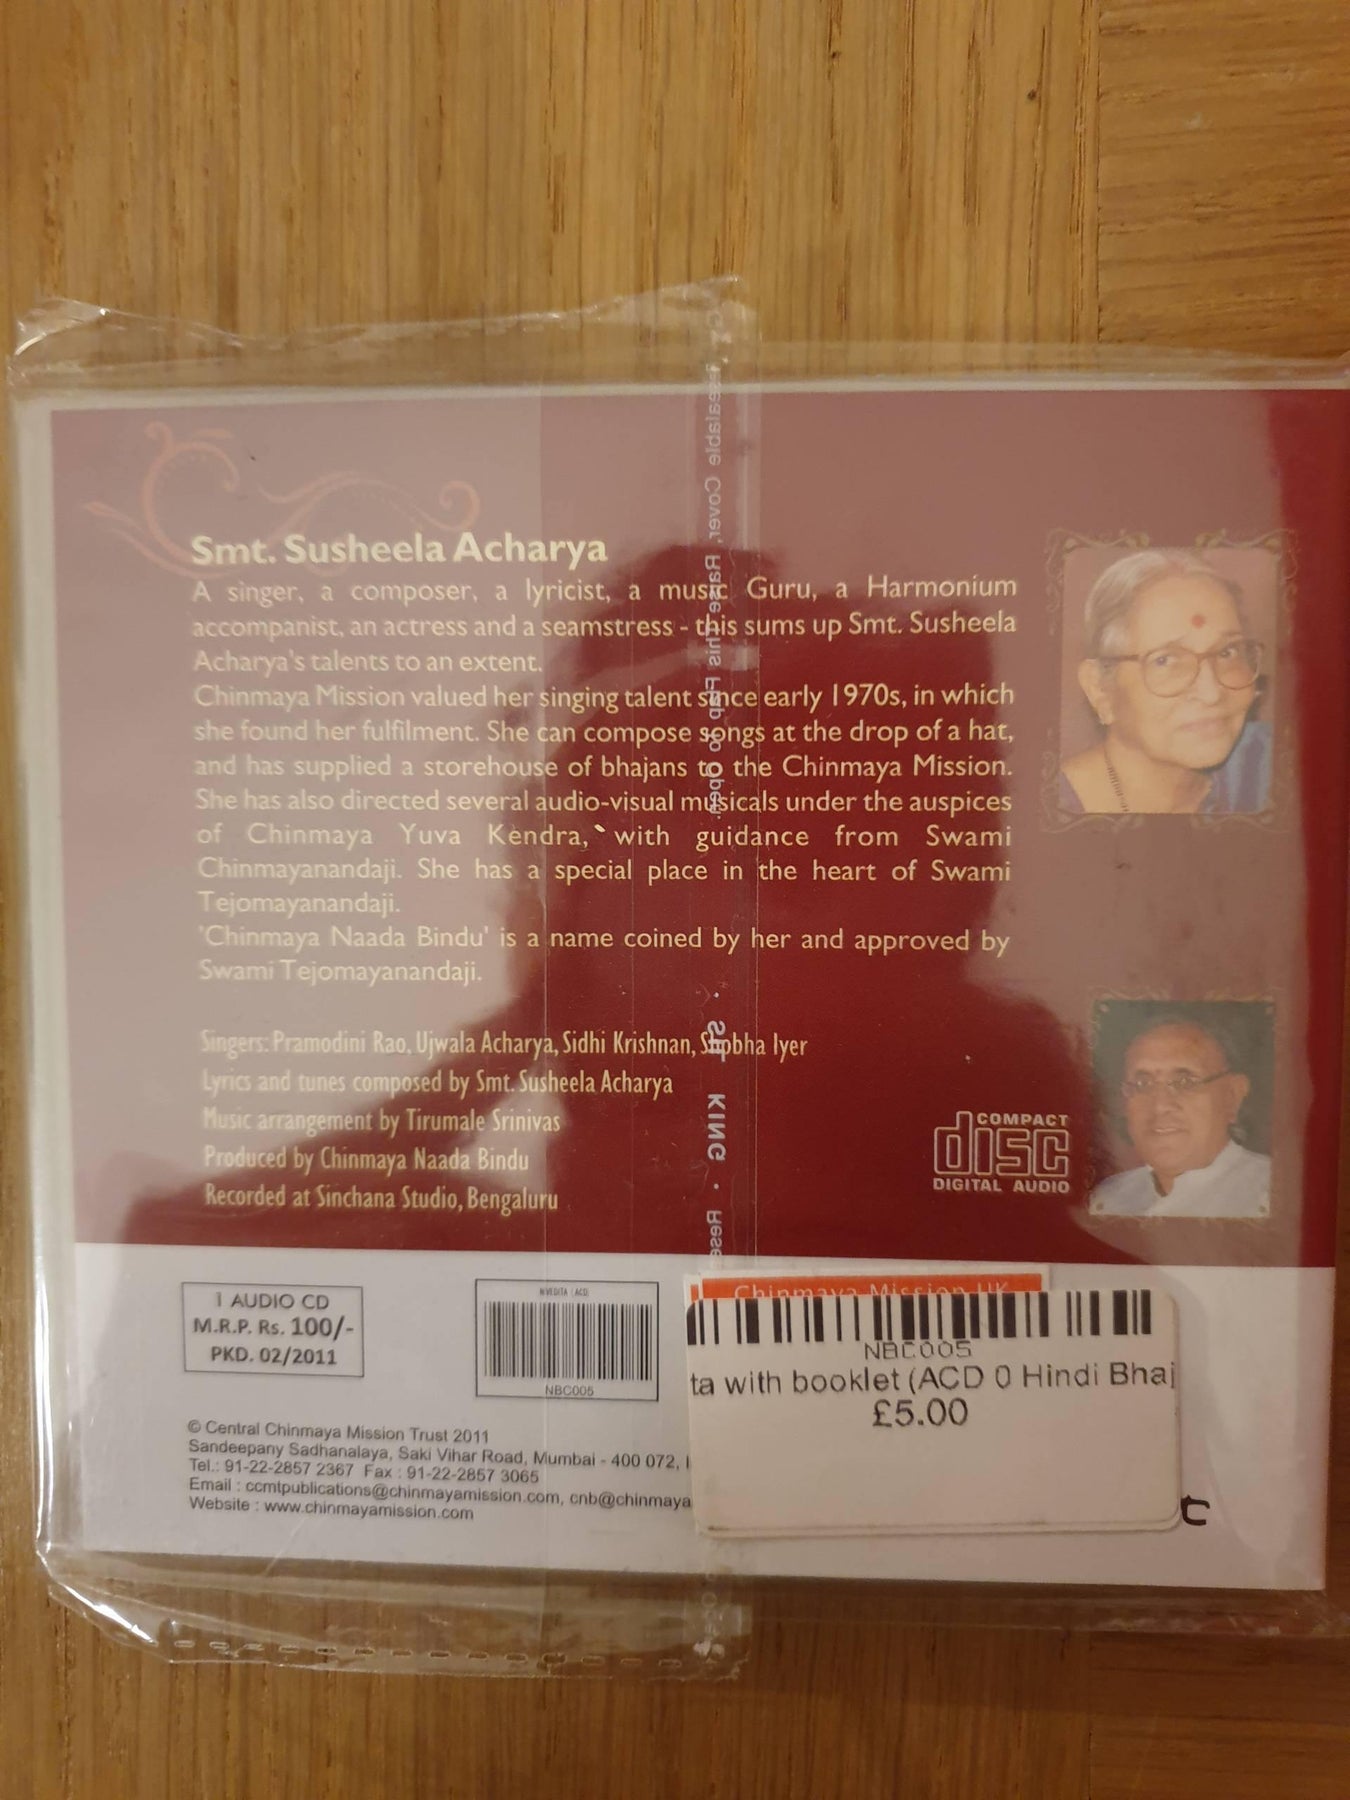 Smt. Susheela Acharya
A singer, a composer, a lyricist, a music Guru, a Harmonium
accompanist, an actress and a seamstress - this sums up Smt. Susheela
Acharya's talents to an extent.
Chinmaya Mission valued her singing talent since early 1970s, in which
she found her fulfilment. She can compose songs at the drop of a hat,
and has supplied a storehouse of bhajans to the Chinmaya Mission.
She has also directed several audio-visual musicals under the auspices
of Chinmaya Yuva Kendra, with guidance from Swami
Chinmayanandaji. She has a special place in the heart of Swami
Tejomayanandaji.
'Chinmaya Naada Bindu' is a name coined by her and approved by
Swami Tejomayanandaji.
Singers: Pramodini Rao, Ujwala Acharya, Sidhi Krishnan, Shobha Iyer
Lyrics and tunes composed by Smt. Susheela Acharya
Music arrangement by Tirumale Srinivas
Produced by Chinmaya Naada Bindu
Recorded at Sinchana Studio, Bengaluru
COMPACT
disc
DIGITAL AUDIO
1 AUDIO CD
M.R.P. Rs. 100/-
PKD. 02/2011
NIVEDITA (ACD)
NBC005
Chinmaya Mission UK
NBC005
ta with booklet (ACD 0 Hindi Bhaj
£5.00
© Central Chinmaya Mission Trust 2011
Sandeepany Sadhanalaya, Saki Vihar Road, Mumbai - 400 072, I
Tel.: 91-22-2857 2367 Fax : 91-22-2857 3065
Email : ccmtpublications@chinmayamission.com, cnb@chinmaya
Website : www.chinmayamission.com
Cover, Raise This Flap to Open.
KING